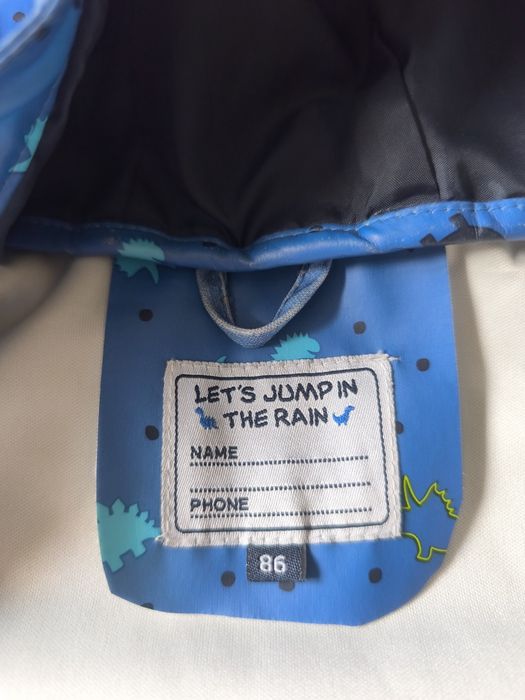 LET'S JUMP IN
THE RAIN
NAME
PHONE
86